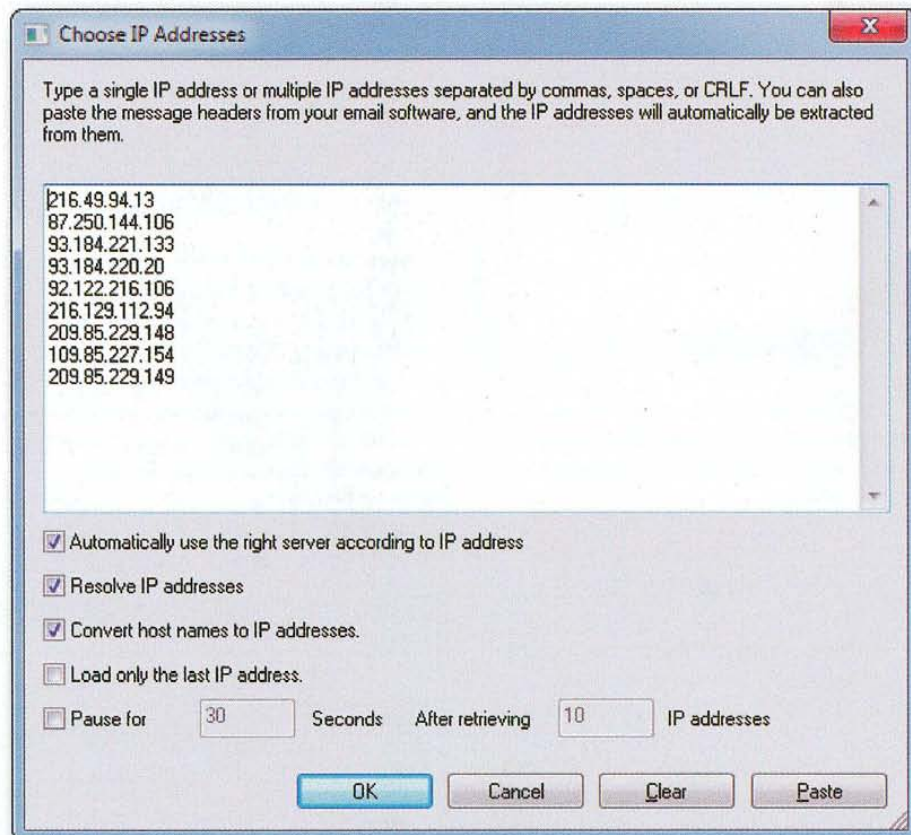 Choose IP Addresses
X
Type a single IP address or multiple IP addresses separated by commas, spaces, or CRLF. You can also
paste the message headers from your email software, and the IP addresses will automatically be extracted
from them.
216.49.94.13
87.250.144.106
93.184.221.133
93.184.220.20
92.122.216.106
216.129.112.94
209.85.229.148
109.85.227.154
209.85.229.149
Automatically use the right server according to IP address
Resolve IP addresses
Convert host names to IP addresses.
Load only the last IP address.
Pause for 30 Seconds After retrieving 10 IP addresses
OK Cancel Clear Paste